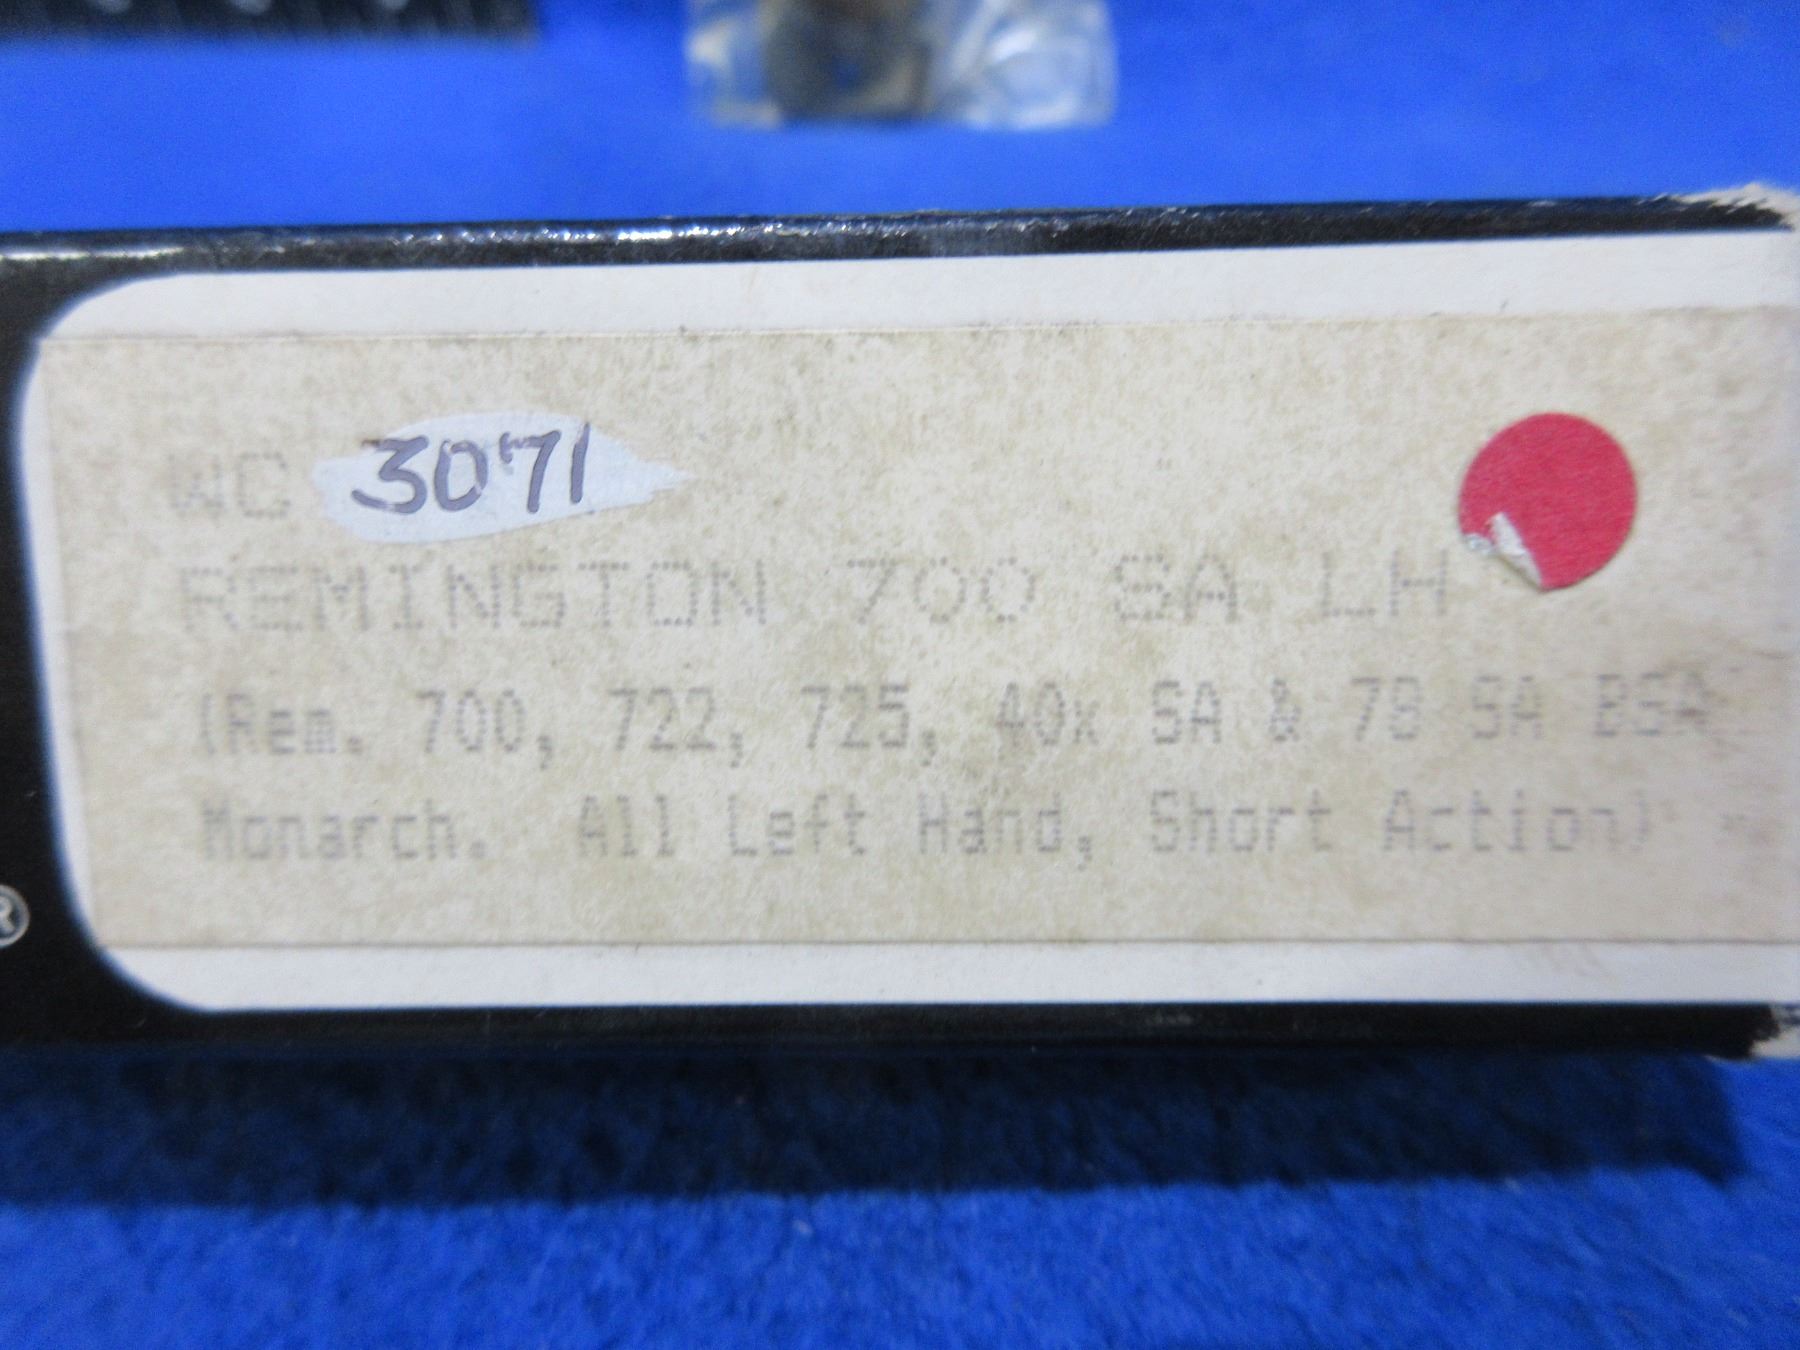 WC 3071
REMINGTON 700 SA LH
(Rem. 700, 722, 725, 40x SA & 78 SA BSA
Monarch. All Left Hand, Short Action)
®